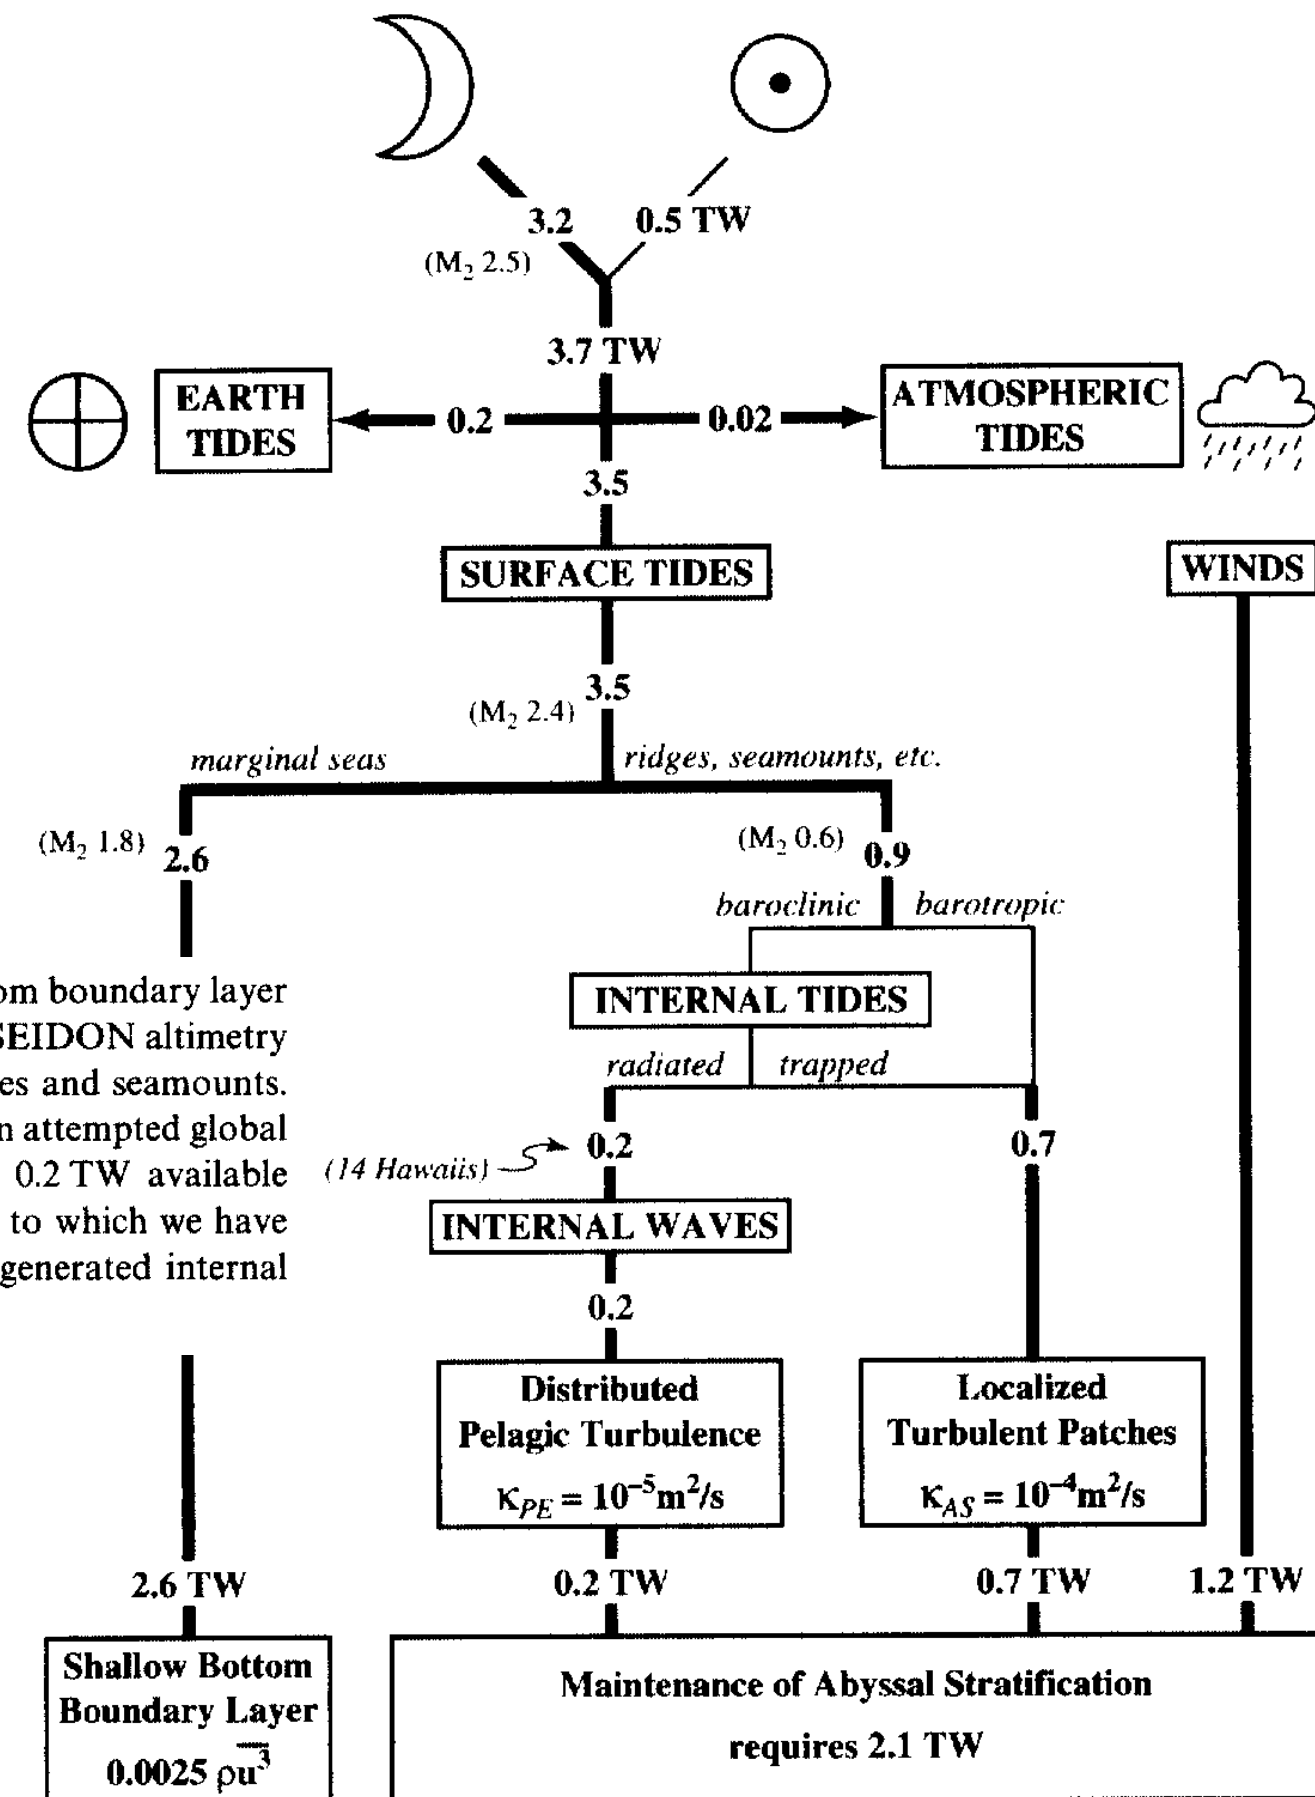 3.2 0.5 TW
(M₂ 2.5)
3.7 TW
EARTH
TIDES
0.2
0.02
ATMOSPHERIC
TIDES
3.5
SURFACE TIDES
WINDS
3.5
(M₂ 2.4)
marginal seas
ridges, seamounts, etc.
(M₂ 1.8) 2.6
(M₂ 0.6) 0.9
baroclinic barotropic
om boundary layer
SEIDON altimetry
es and seamounts.
n attempted global
0.2 TW available
to which we have
generated internal
INTERNAL TIDES
radiated trapped
(14 Hawaiis) 0.2
0.7
INTERNAL WAVES
0.2
Distributed
Pelagic Turbulence
κPE = 10⁻⁵m²/s
Localized
Turbulent Patches
κAS = 10⁻⁴m²/s
2.6 TW 0.2 TW 0.7 TW 1.2 TW
Shallow Bottom
Boundary Layer
0.0025 ρu̅³
Maintenance of Abyssal Stratification
requires 2.1 TW